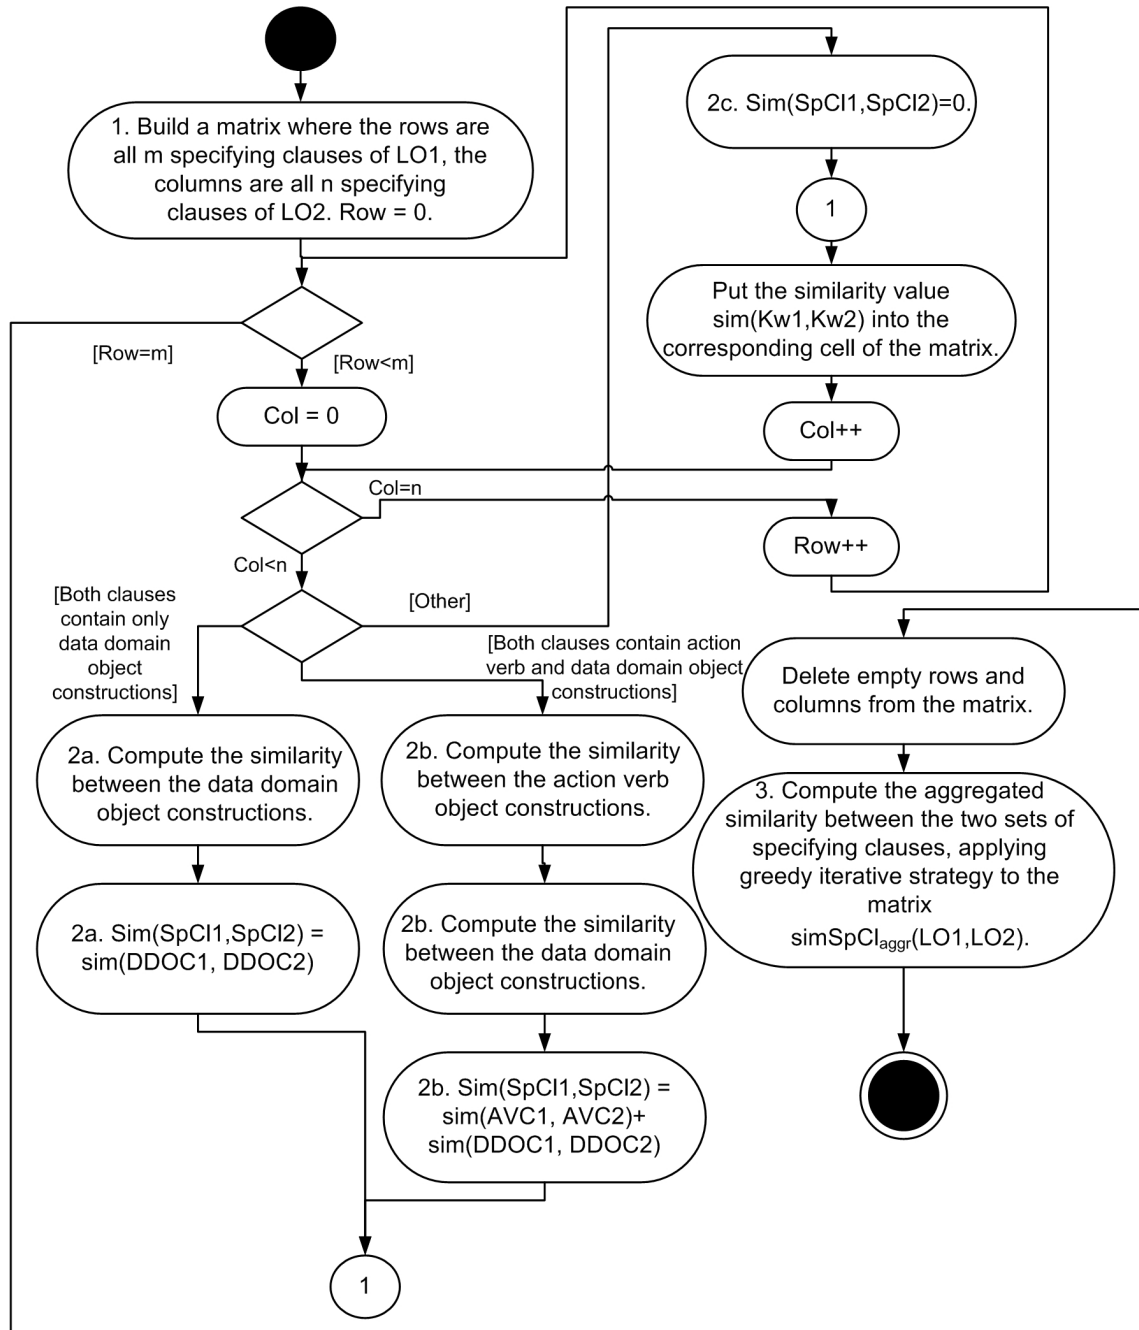 1. Build a matrix where the rows are
all m specifying clauses of LO1, the
columns are all n specifying
clauses of LO2. Row = 0.
[Row=m]
[Row<m]
Col = 0
Col=n
Col<n
[Both clauses
contain only
data domain
object
constructions]
[Other]
[Both clauses contain action
verb and data domain object
constructions]
2a. Compute the similarity
between the data domain
object constructions.
2a. Sim(SpCl1,SpCl2) =
sim(DDOC1, DDOC2)
2b. Compute the similarity
between the action verb
object constructions.
2b. Compute the similarity
between the data domain
object constructions.
2b. Sim(SpCl1,SpCl2) =
sim(AVC1, AVC2)+
sim(DDOC1, DDOC2)
1
2c. Sim(SpCl1,SpCl2)=0.
1
Put the similarity value
sim(Kw1,Kw2) into the
corresponding cell of the matrix.
Col++
Row++
Delete empty rows and
columns from the matrix.
3. Compute the aggregated
similarity between the two sets of
specifying clauses, applying
greedy iterative strategy to the
matrix
simSpCl_aggr(LO1,LO2).